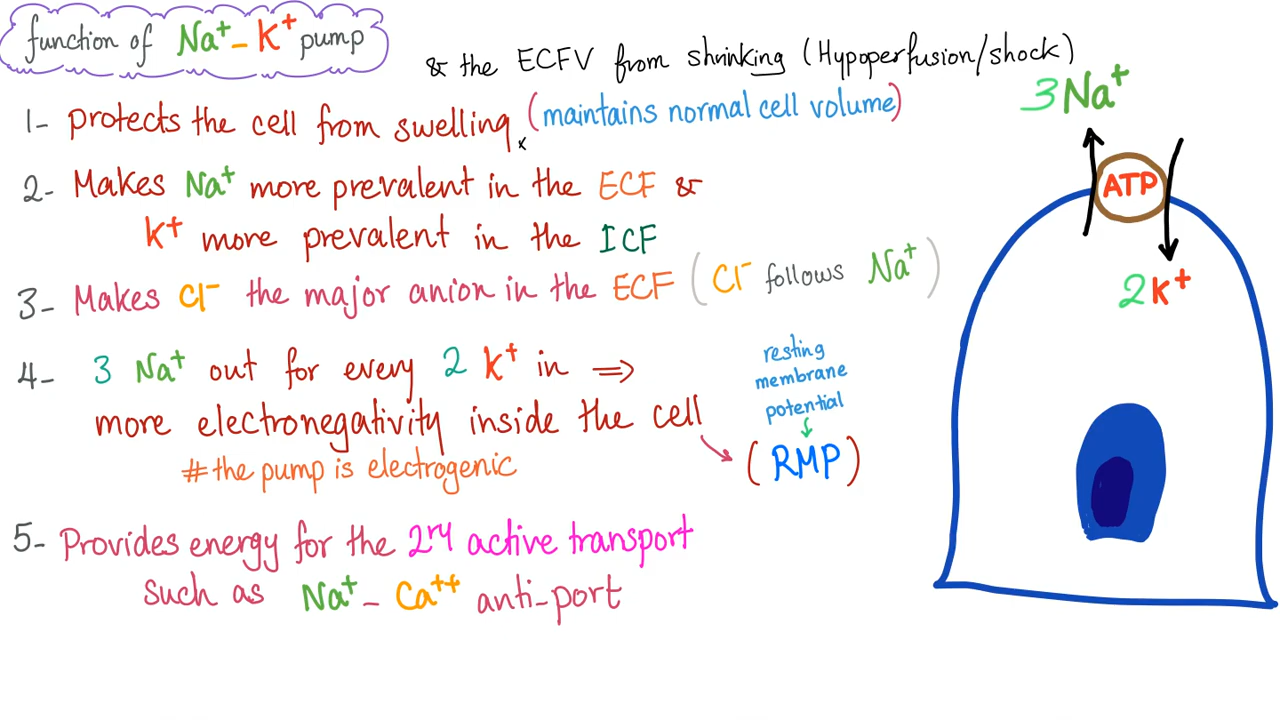 function of Na+ - K+ pump
& the ECFV from shrinking (Hypoperfusion/shock)
1- protects the cell from swelling (maintains normal cell volume)
x
2- Makes Na+ more prevalent in the ECF &
K+ more prevalent in the ICF
3- Makes Cl- the major anion in the ECF (Cl- follows Na+)
4- 3 Na+ out for every 2 K+ in ⇒
more electronegativity inside the cell
#the pump is electrogenic
resting
membrane
potential
↓
(RMP)
5- Provides energy for the 2ry active transport
such as Na+ - Ca++ anti-port
3Na+
ATP
2K+